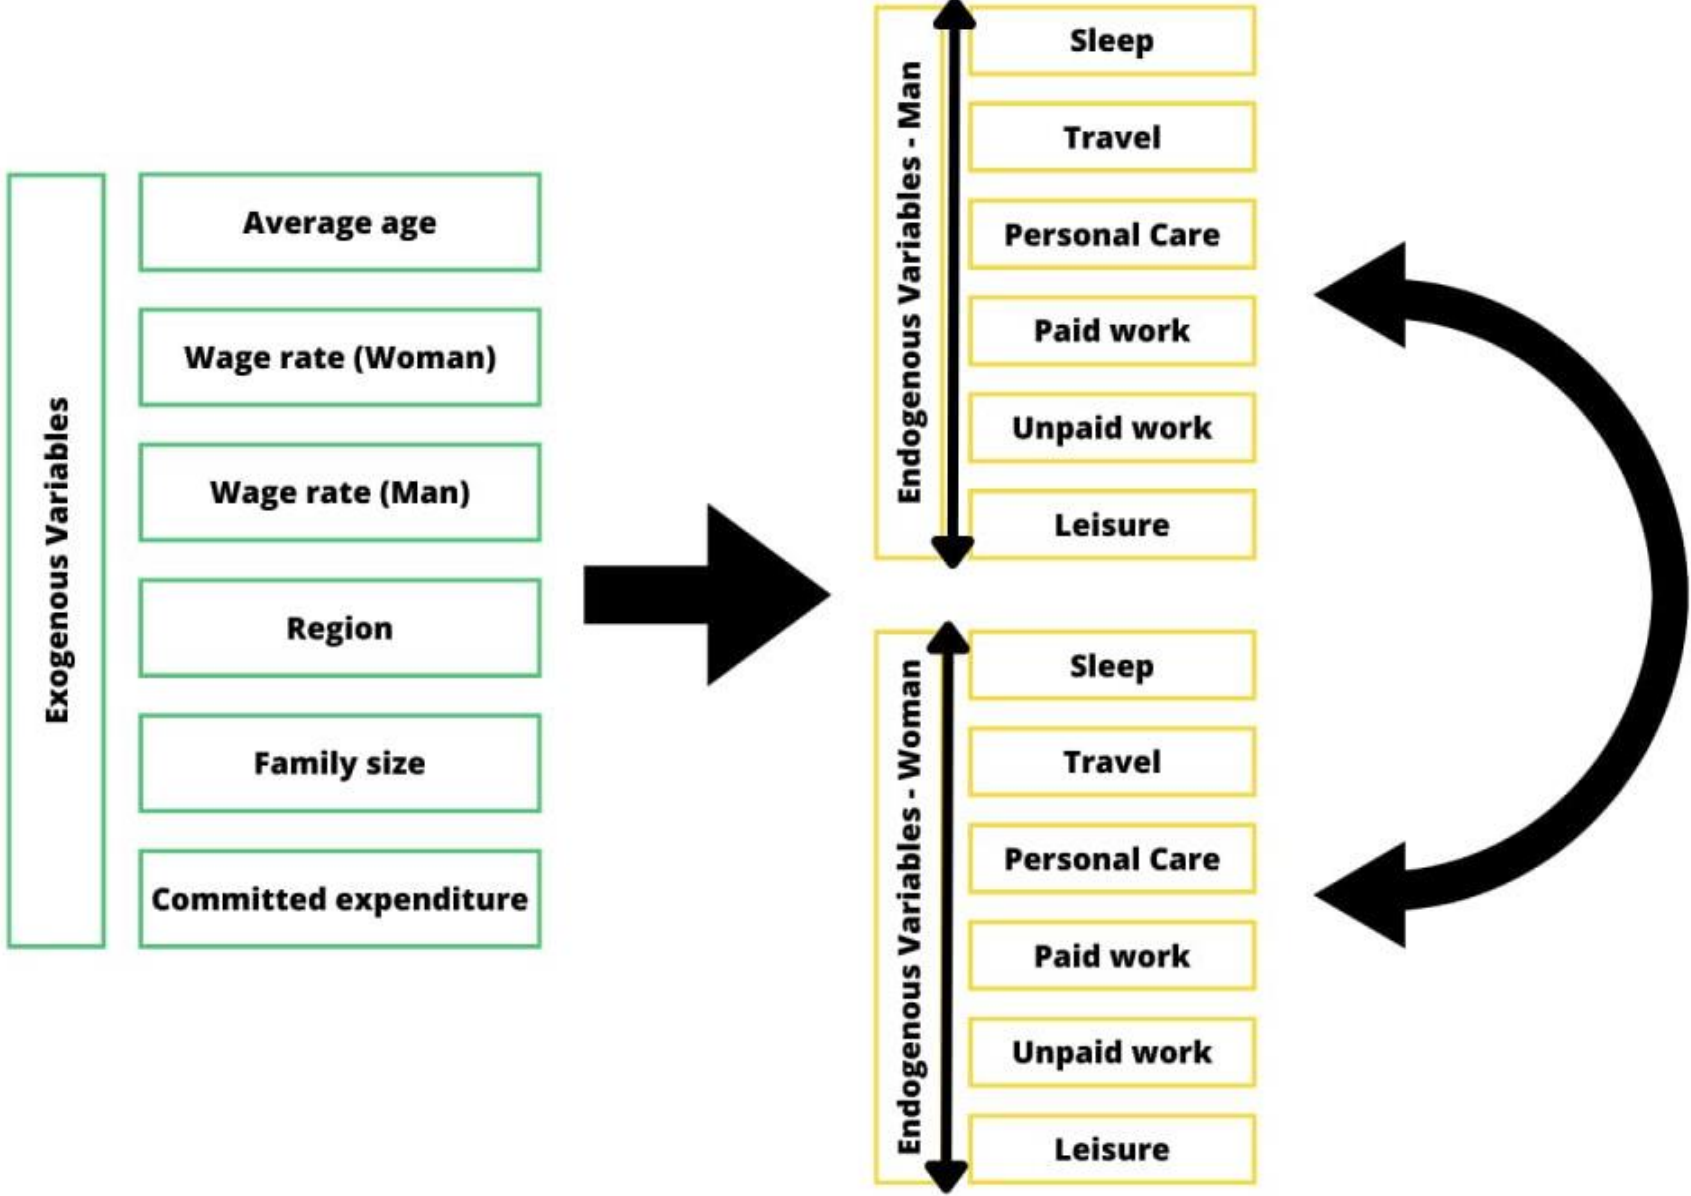 Exogenous Variables
Average age
Wage rate (Woman)
Wage rate (Man)
Region
Family size
Committed expenditure
Endogenous Variables - Man
Sleep
Travel
Personal Care
Paid work
Unpaid work
Leisure
Endogenous Variables - Woman
Sleep
Travel
Personal Care
Paid work
Unpaid work
Leisure